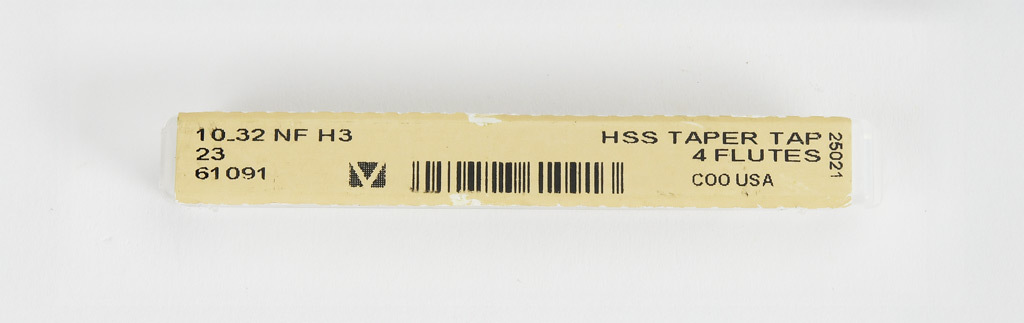 10-32 NF H3
23
61091
HSS TAPER TAP
4 FLUTES
COO USA
25021